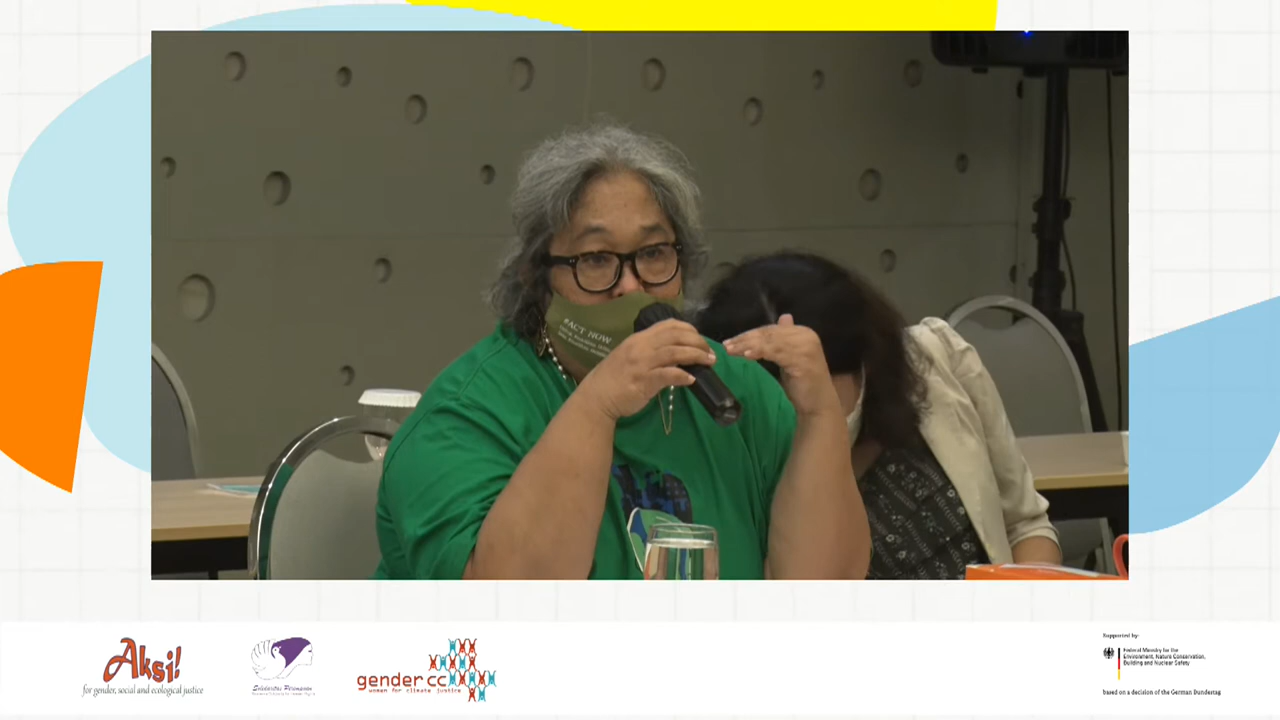 #ACT NOW
Aksi!
for gender, social and ecological justice
Solidaritas Perempuan
gender cc
women for climate justice
Supported by:
Federal Ministry for the
Environment, Nature Conservation,
Building and Nuclear Safety
based on a decision of the German Bundestag